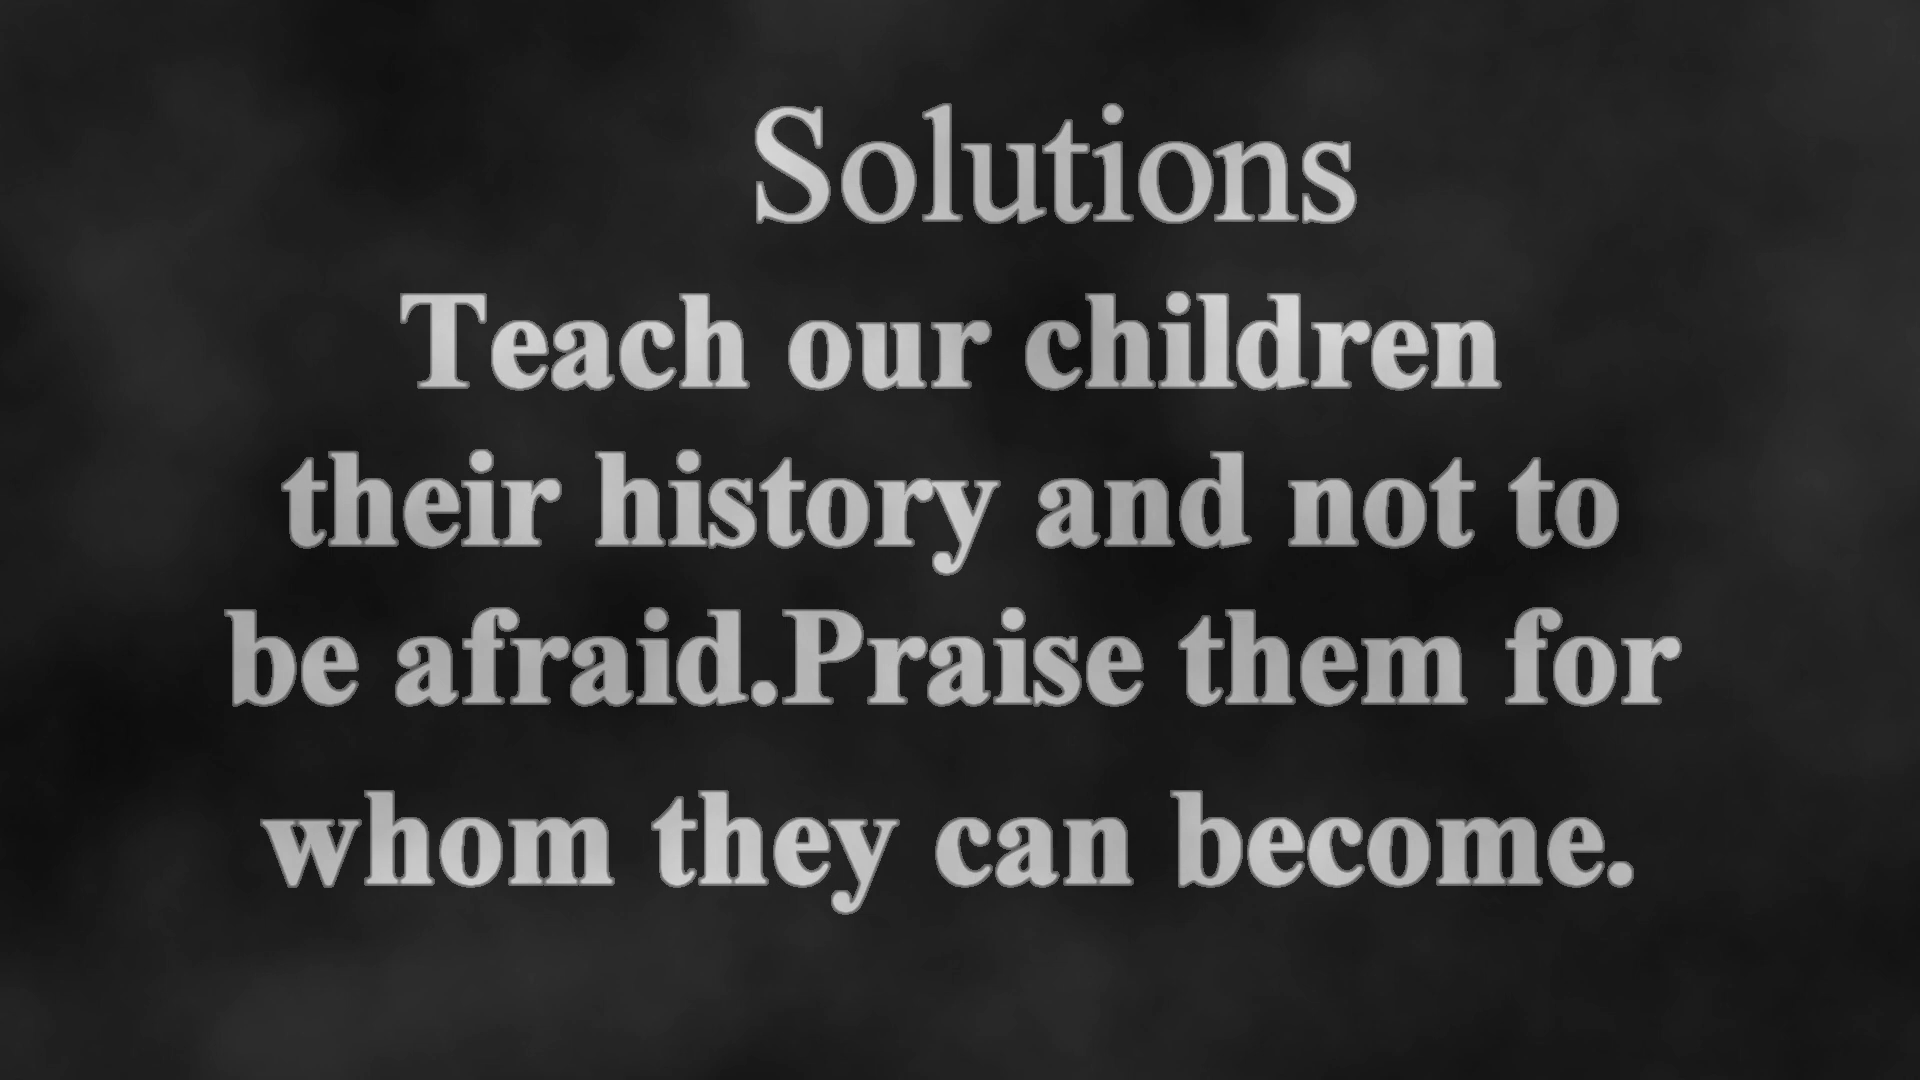 Solutions
Teach our children
their history and not to
be afraid.Praise them for
whom they can become.